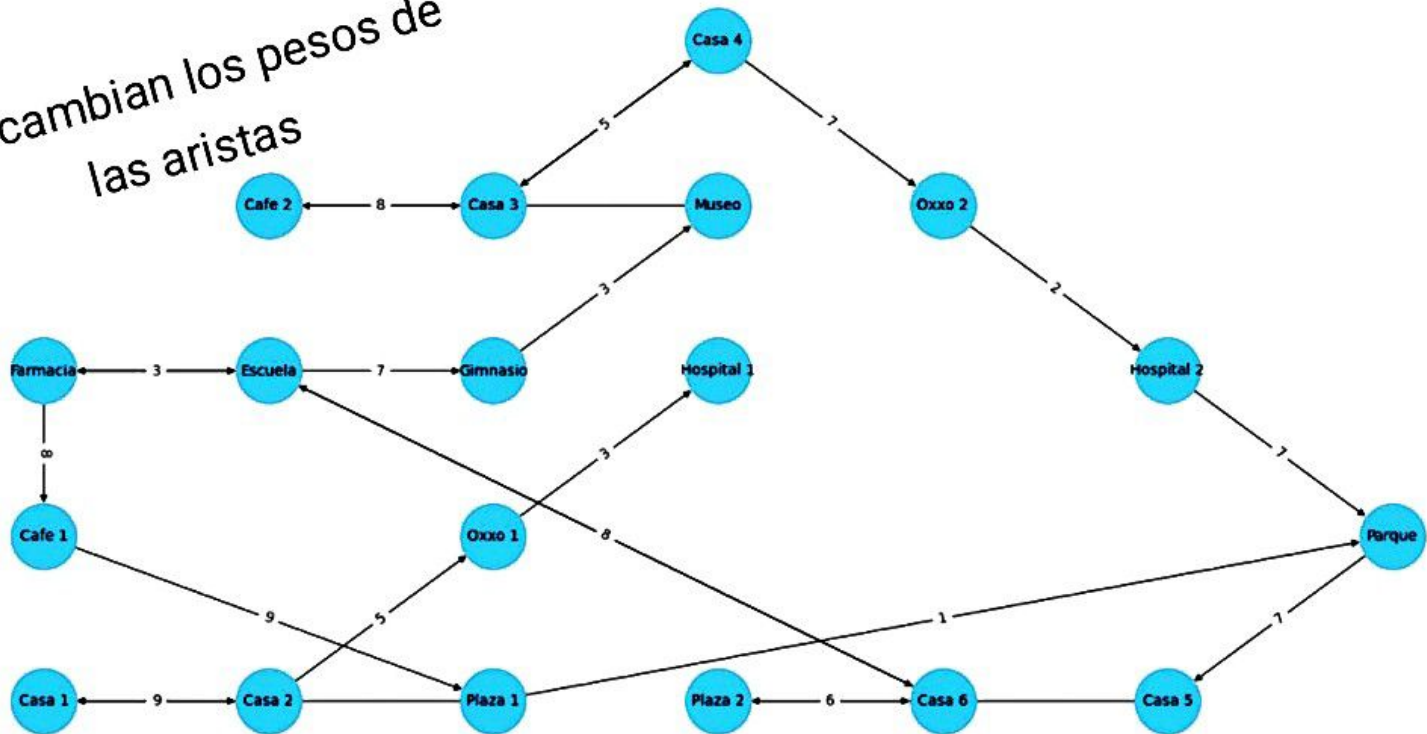 cambian los pesos de
las aristas
Casa 4
5
7
Cafe 2
8
Casa 3
Museo
Oxxo 2
3
2
Farmacia
3
Escuela
7
Gimnasio
Hospital 1
Hospital 2
8
3
7
Cafe 1
Oxxo 1
8
Parque
9
5
1
7
Casa 1
9
Casa 2
Plaza 1
Plaza 2
6
Casa 6
Casa 5